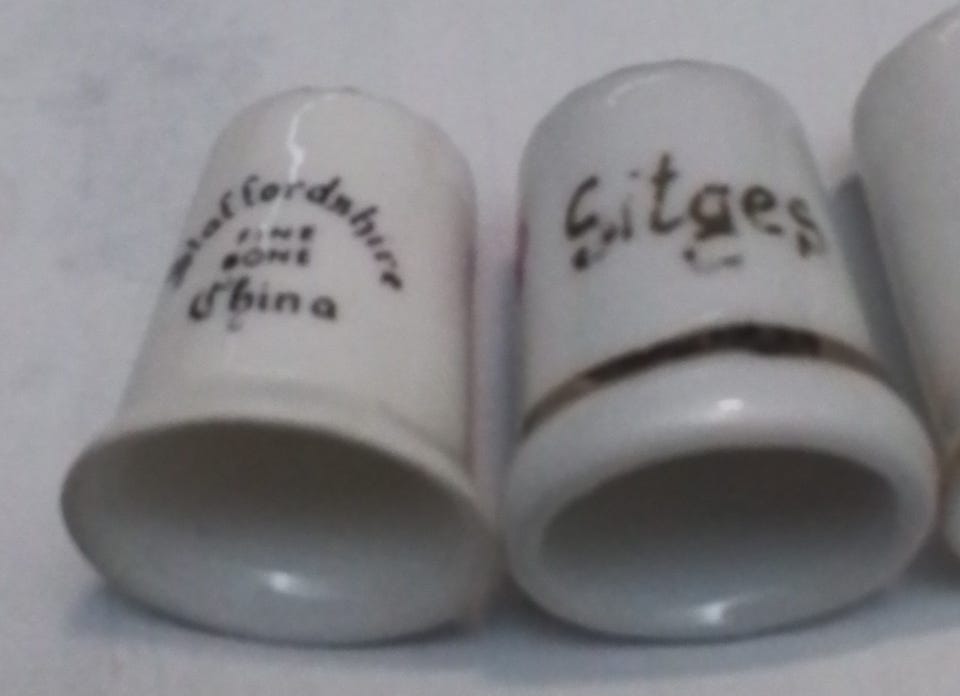 Staffordshire
FINE
BONE
China
Sitges